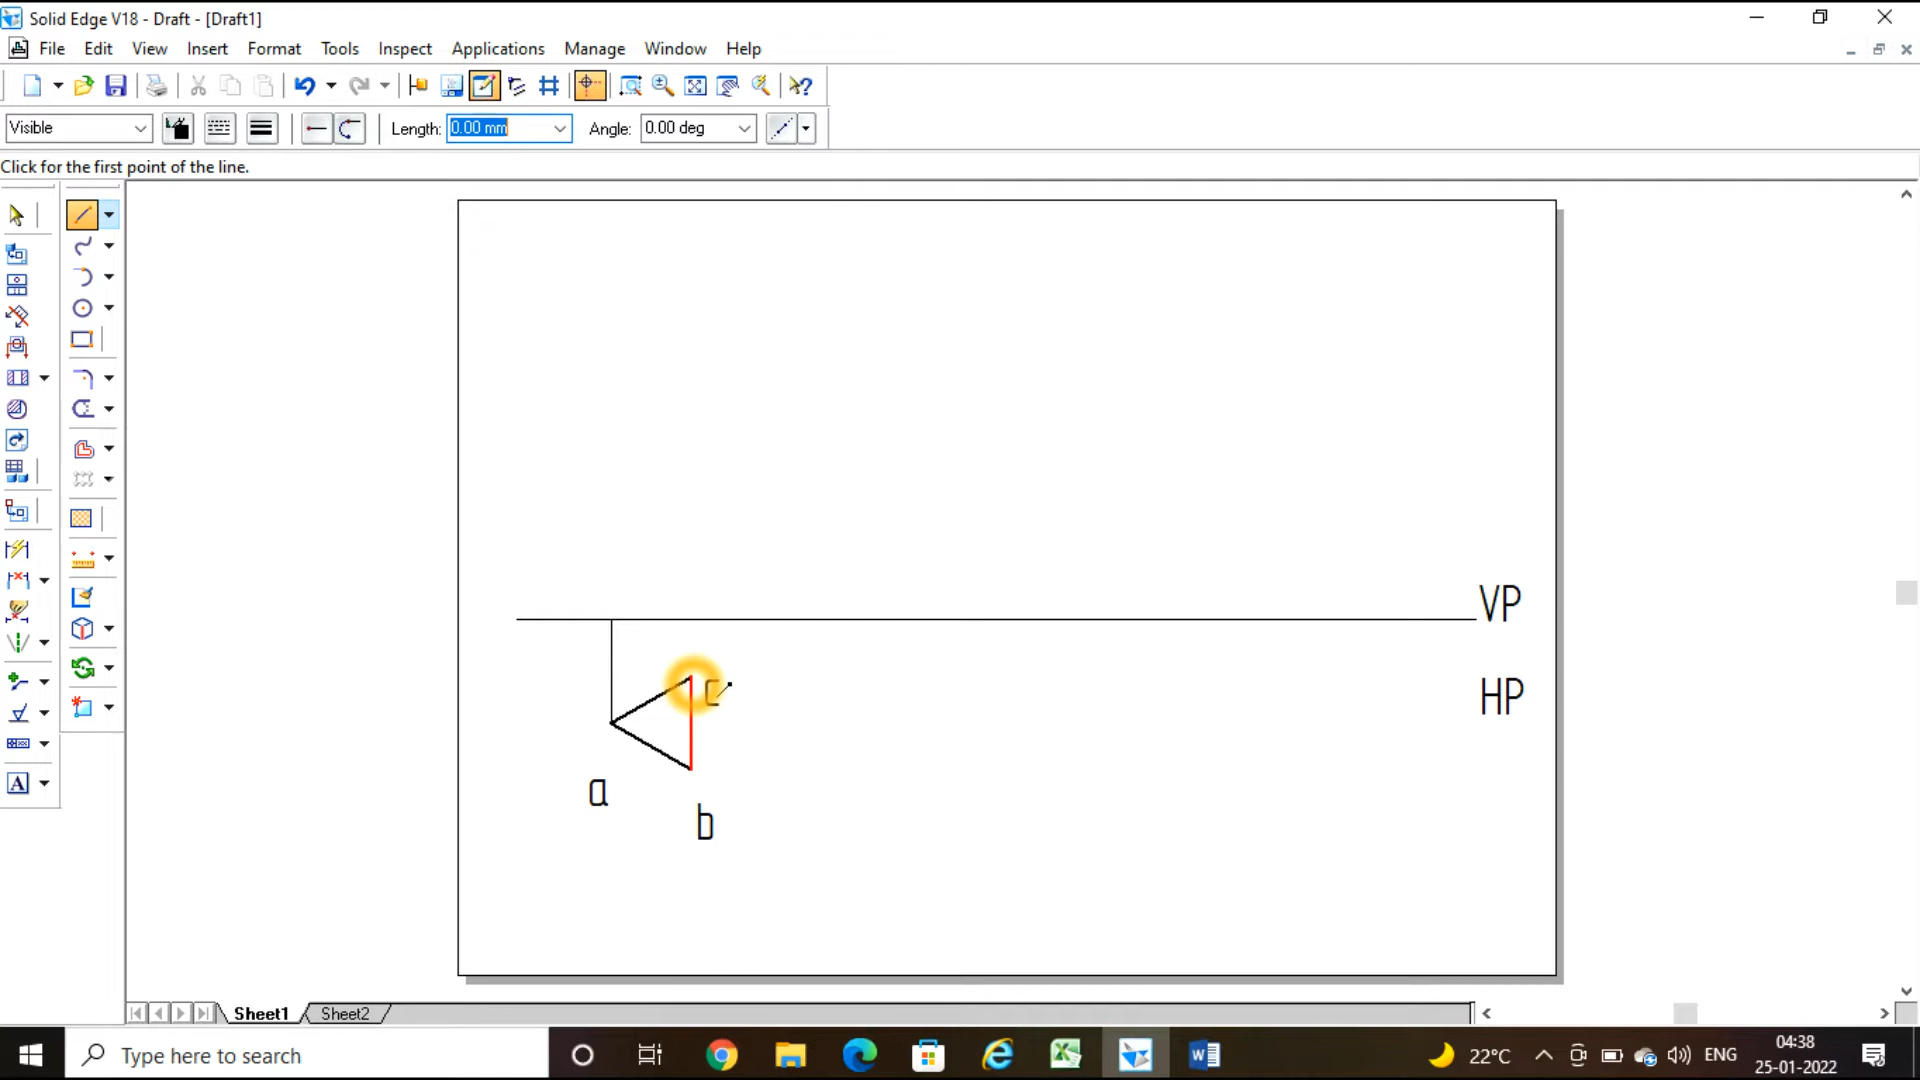 Solid Edge V18 - Draft - [Draft1]
File Edit View Insert Format Tools Inspect Applications Manage Window Help
Visible Length: 0.00 mm Angle: 0.00 deg
Click for the first point of the line.
VP
HP
c
a
b
A
Sheet1 Sheet2
Type here to search
22°C ENG 04:38
25-01-2022